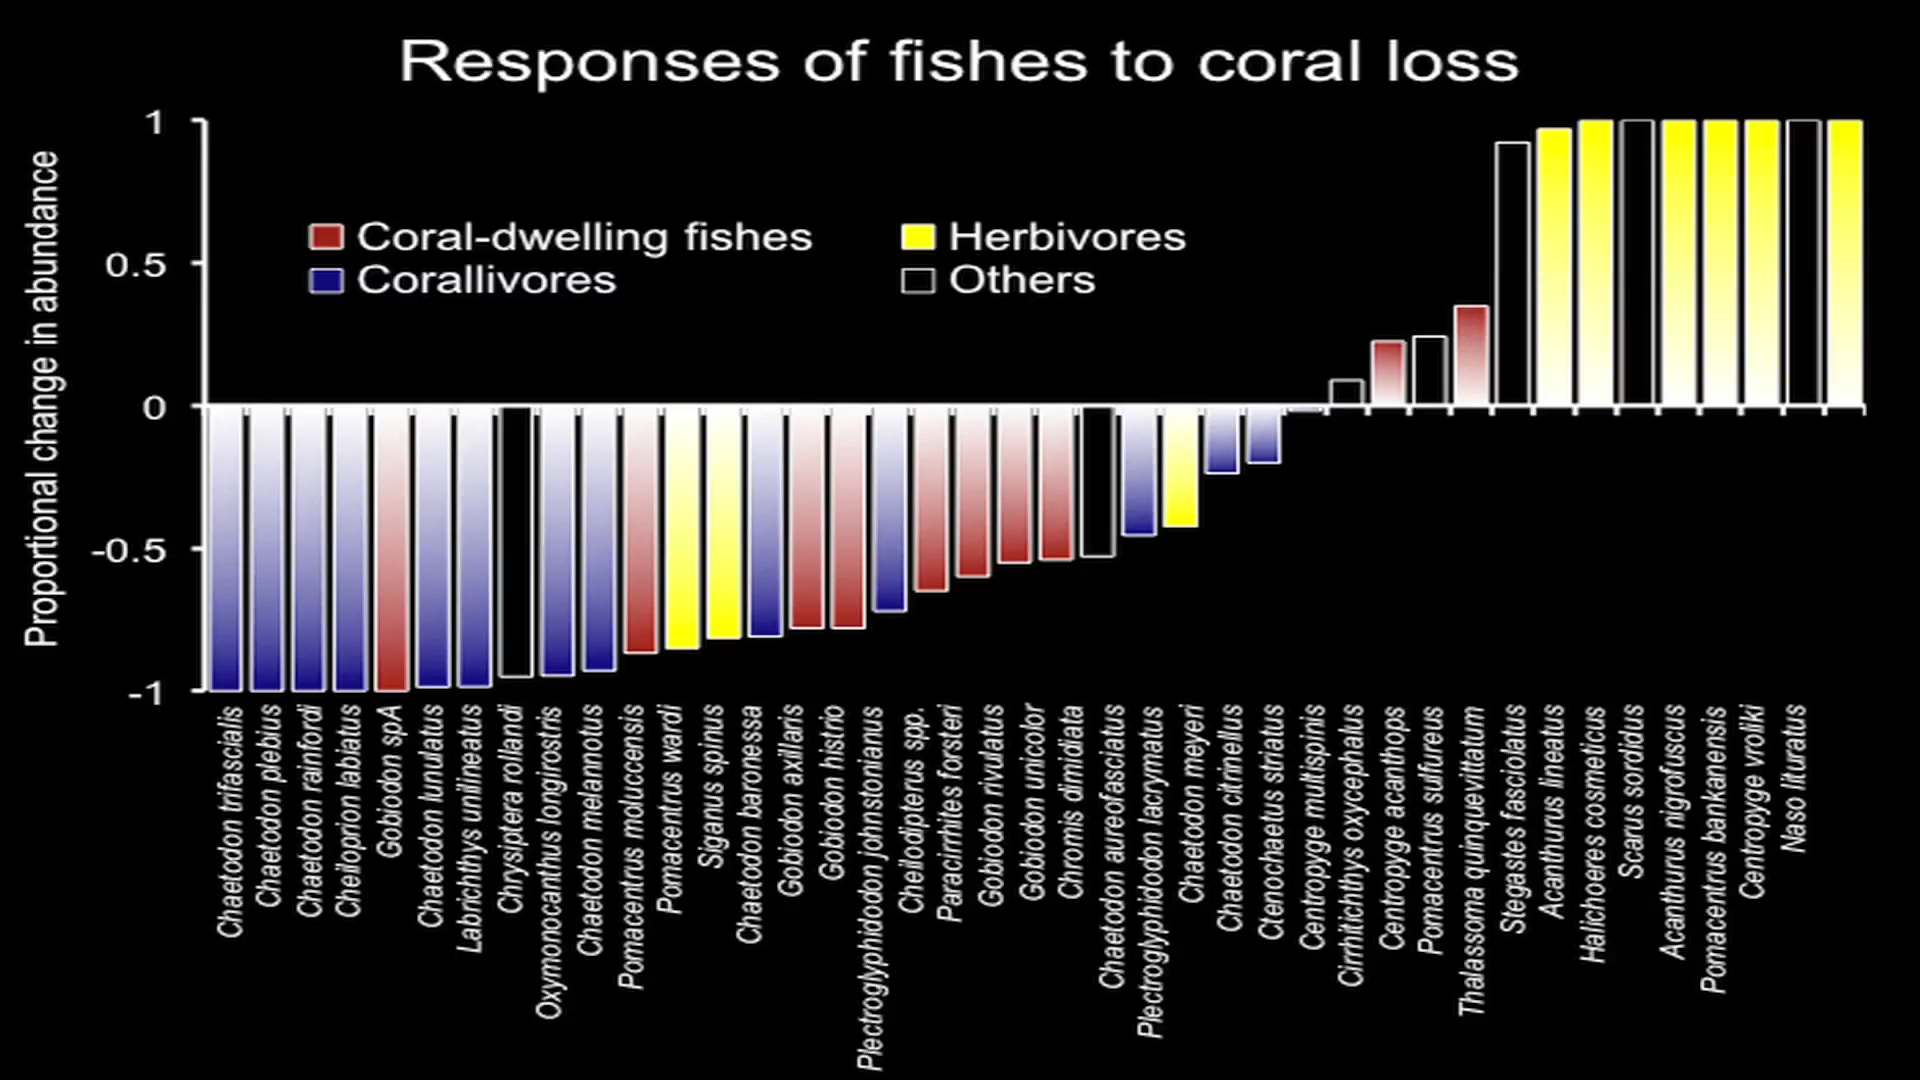 Responses of fishes to coral loss
Proportional change in abundance
1
0.5
0
-0.5
-1
Coral-dwelling fishes
Herbivores
Corallivores
Others
Chaetodon trifascialis
Chaetodon plebius
Chaetodon rainfordi
Cheiloprion labiatus
Gobiodon spA
Chaetodon lunulatus
Labrichthys unilineatus
Chrysiptera rollandi
Oxymonocanthus longirostris
Chaetodon melannotus
Pomacentrus moluccensis
Pomacentrus wardi
Siganus spinus
Chaetodon baronessa
Gobiodon axillaris
Gobiodon histrio
Plectroglyphidodon johnstonianus
Cheilodipterus spp.
Paracirrhites forsteri
Gobiodon rivulatus
Gobiodon unicolor
Chromis dimidiata
Chaetodon aureofasciatus
Plectroglyphidodon lacrymatus
Chaetodon meyeri
Chaetodon citrinellus
Ctenochaetus striatus
Centropyge multispinis
Cirrhitichthys oxycephalus
Centropyge acanthops
Pomacentrus sulfureus
Thalassoma quinquevittatum
Stegastes fasciolatus
Acanthurus lineatus
Halichoeres cosmeticus
Scarus sordidus
Acanthurus nigrofuscus
Pomacentrus bankanensis
Centropyge vroliki
Naso lituratus